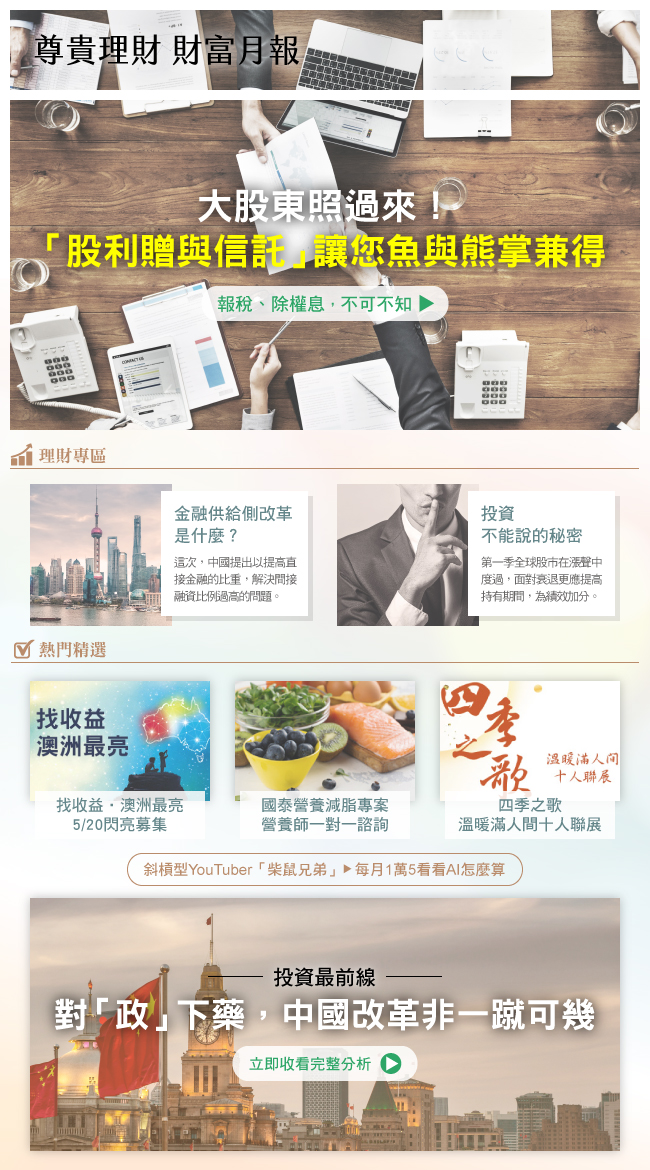 尊貴理財 財富月報
大股東照過來！
「股利贈與信託」讓您魚與熊掌兼得
報稅、除權息，不可不知 ▶
理財專區
金融供給側改革
是什麼？
這次，中國提出以提高直
接金融的比重，解決間接
融資比例過高的問題。
投資
不能說的秘密
第一季全球股市在漲聲中
度過，面對衰退更應提高
持有期間，為績效加分。
熱門精選
找收益
澳洲最亮
找收益・澳洲最亮
5/20閃亮募集
國泰營養減脂專案
營養師一對一諮詢
四季之歌
溫暖滿人間
十人聯展
四季之歌
溫暖滿人間十人聯展
斜槓型YouTuber「柴鼠兄弟」▶每月1萬5看看AI怎麼算
投資最前線
對「政」下藥，中國改革非一蹴可幾
立即收看完整分析